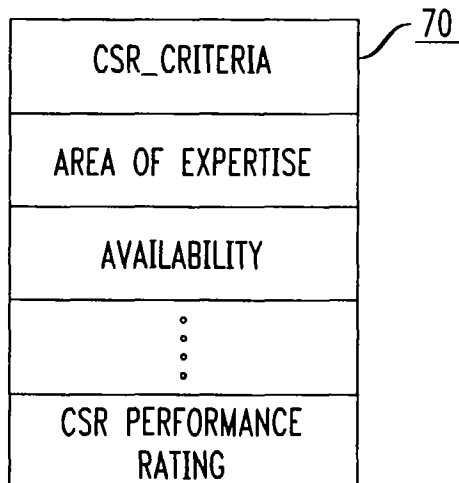 70
CSR_CRITERIA
AREA OF EXPERTISE
AVAILABILITY
CSR PERFORMANCE
RATING